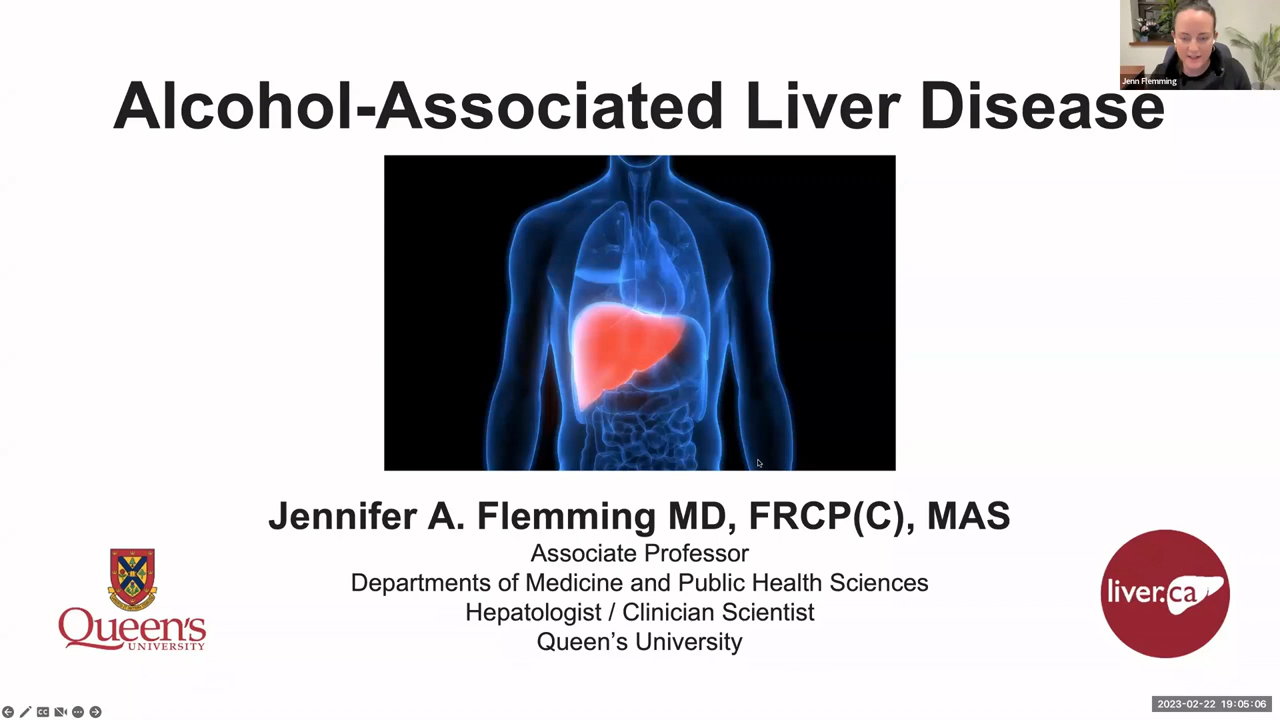 Jenn Flemming
Alcohol-Associated Liver Disease
Jennifer A. Flemming MD, FRCP(C), MAS
Associate Professor
Departments of Medicine and Public Health Sciences
Hepatologist / Clinician Scientist
Queen's University
Queen's
UNIVERSITY
liver.ca
CC
2023-02-22 19:05:06